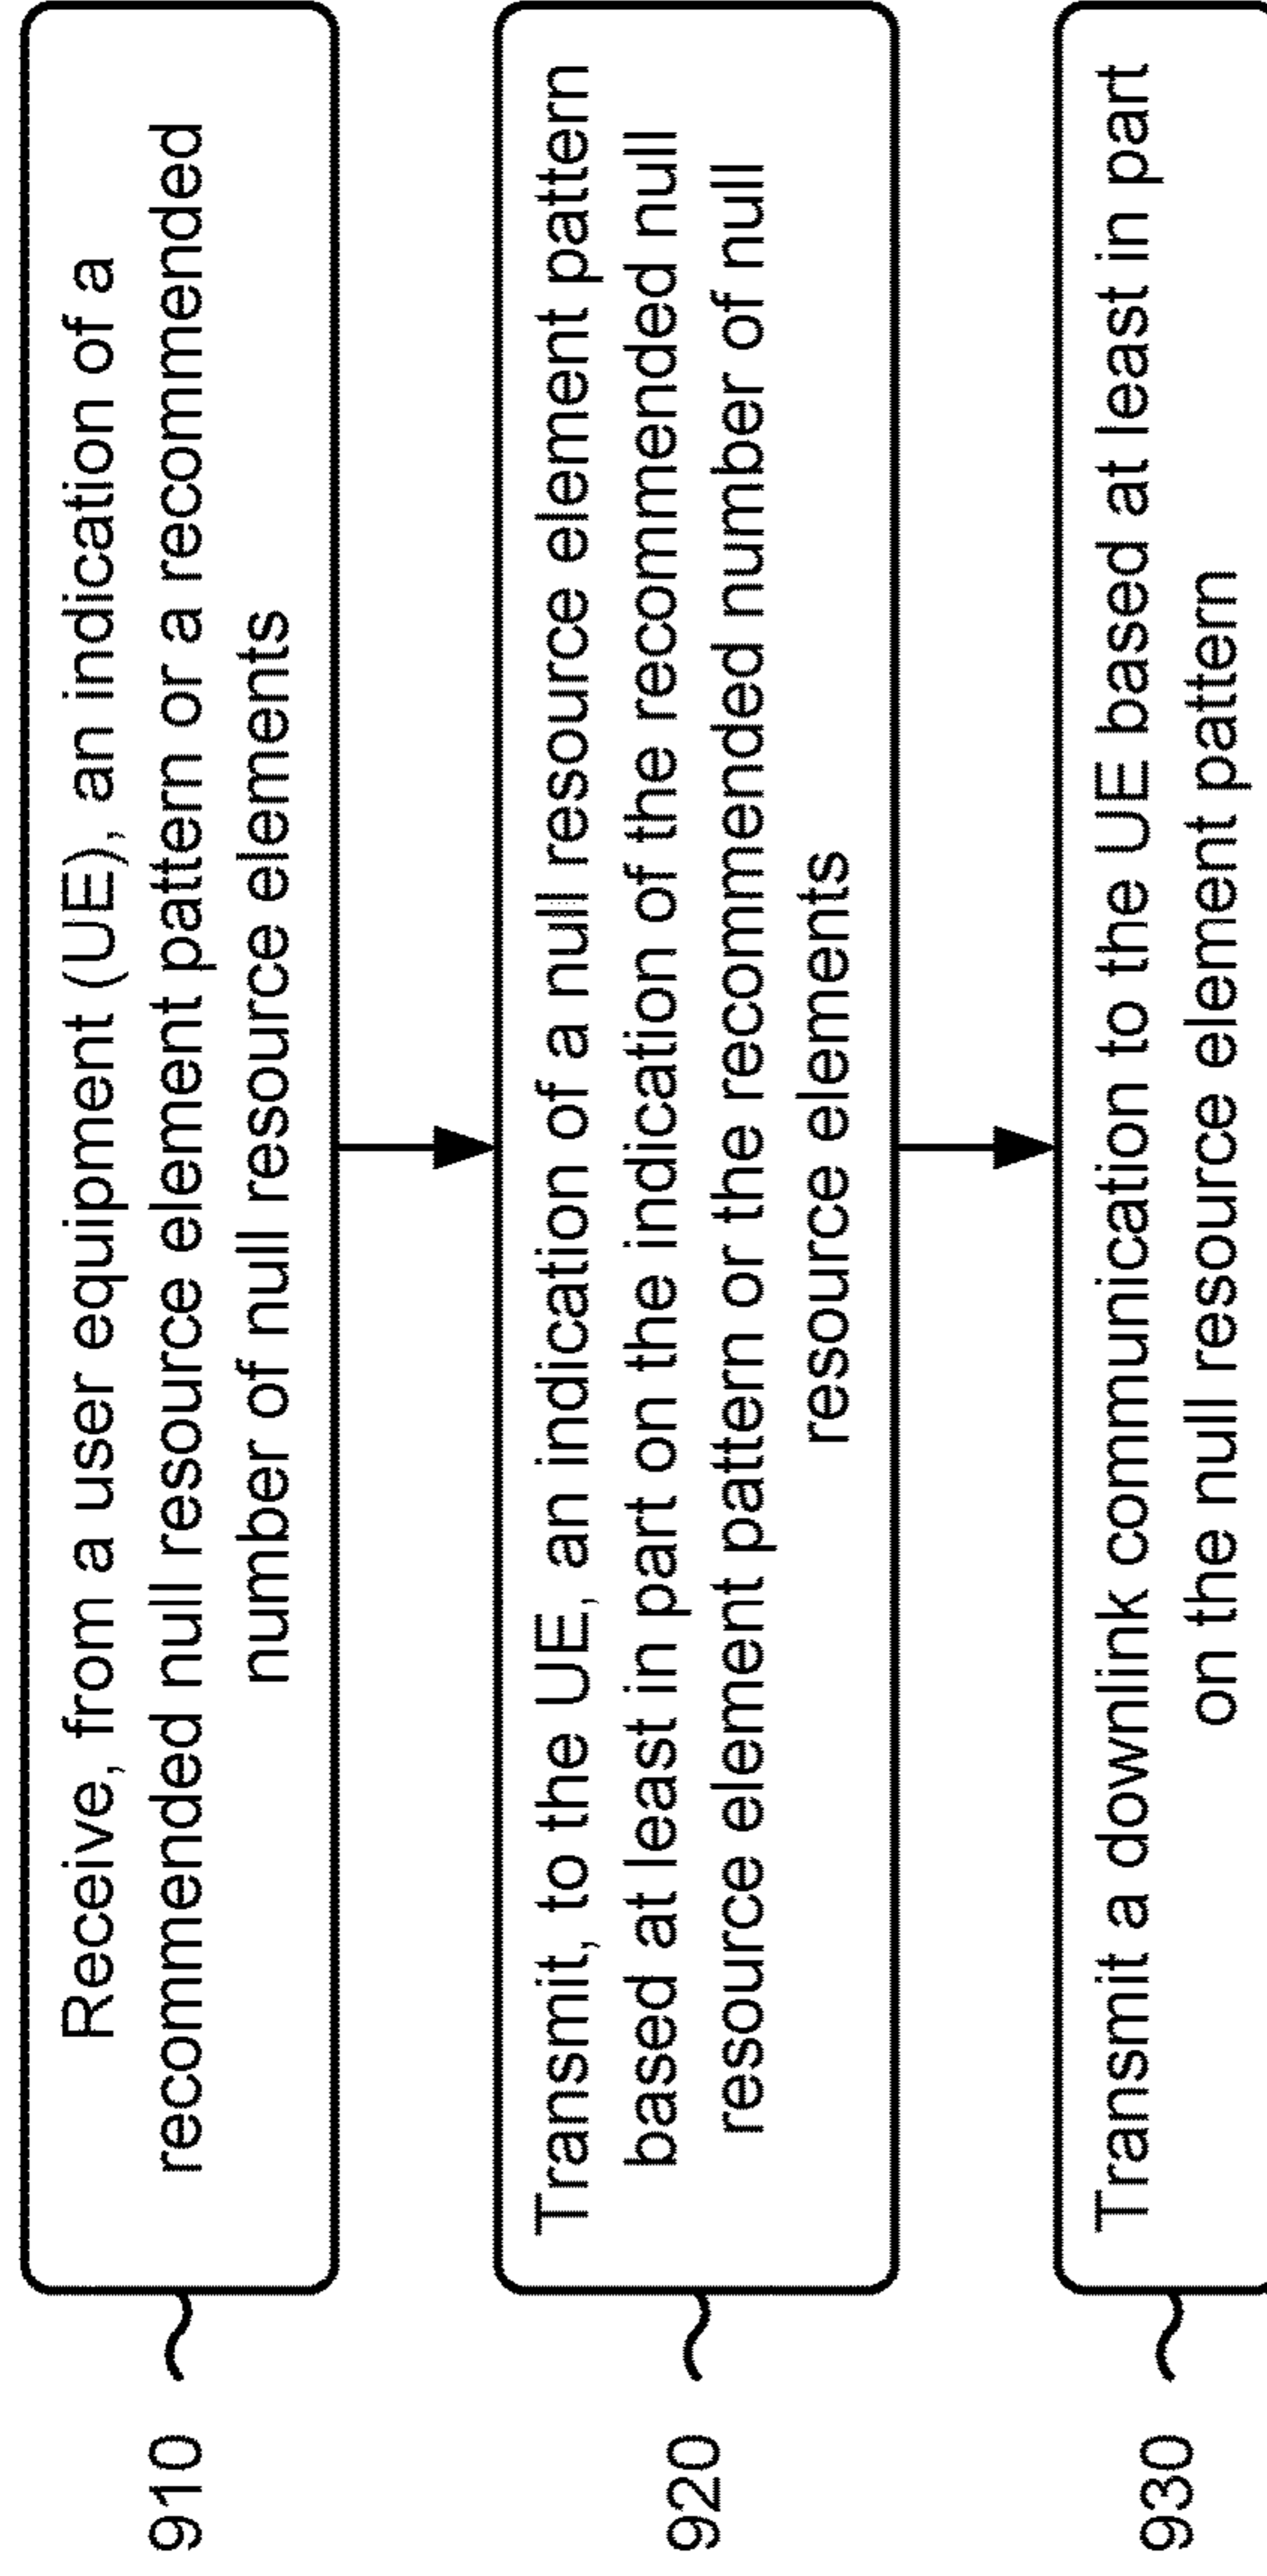 910
Receive, from a user equipment (UE), an indication of a
recommended null resource element pattern or a recommended
number of null resource elements
920
Transmit, to the UE, an indication of a null resource element pattern
based at least in part on the indication of the recommended null
resource element pattern or the recommended number of null
resource elements
930
Transmit a downlink communication to the UE based at least in part
on the null resource element pattern